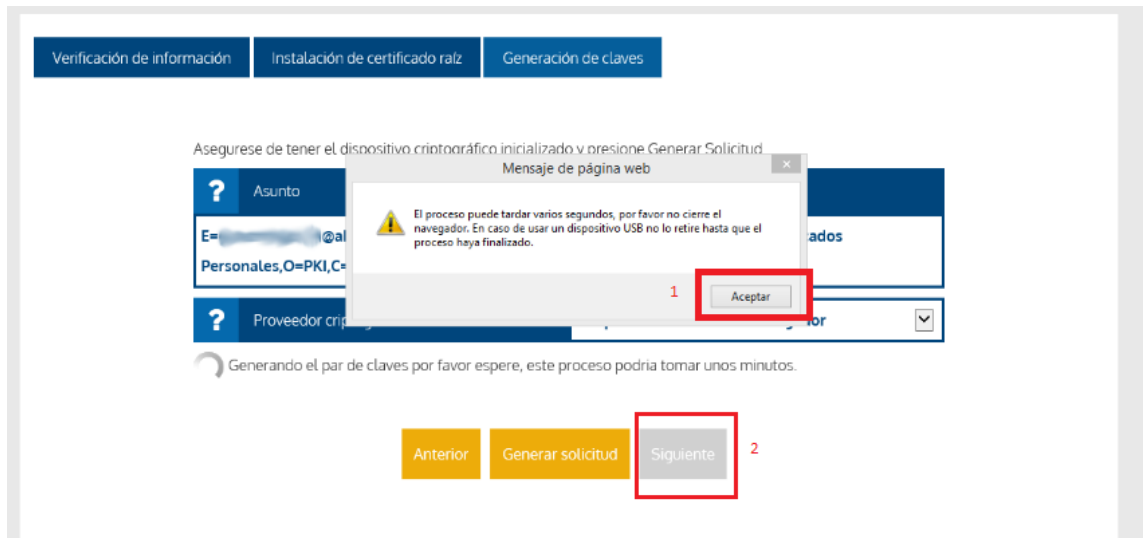 Verificación de información
Instalación de certificado raíz
Generación de claves
Asegurese de tener el dispositivo criptográfico inicializado y presione Generar Solicitud
Mensaje de página web
? Asunto
El proceso puede tardar varios segundos, por favor no cierre el
navegador. En caso de usar un dispositivo USB no lo retire hasta que el
proceso haya finalizado.
E= @al ados
Personales,O=PKI,C=
1 Aceptar
? Proveedor crip
Generando el par de claves por favor espere, este proceso podria tomar unos minutos.
Anterior
Generar solicitud
Siguiente
2